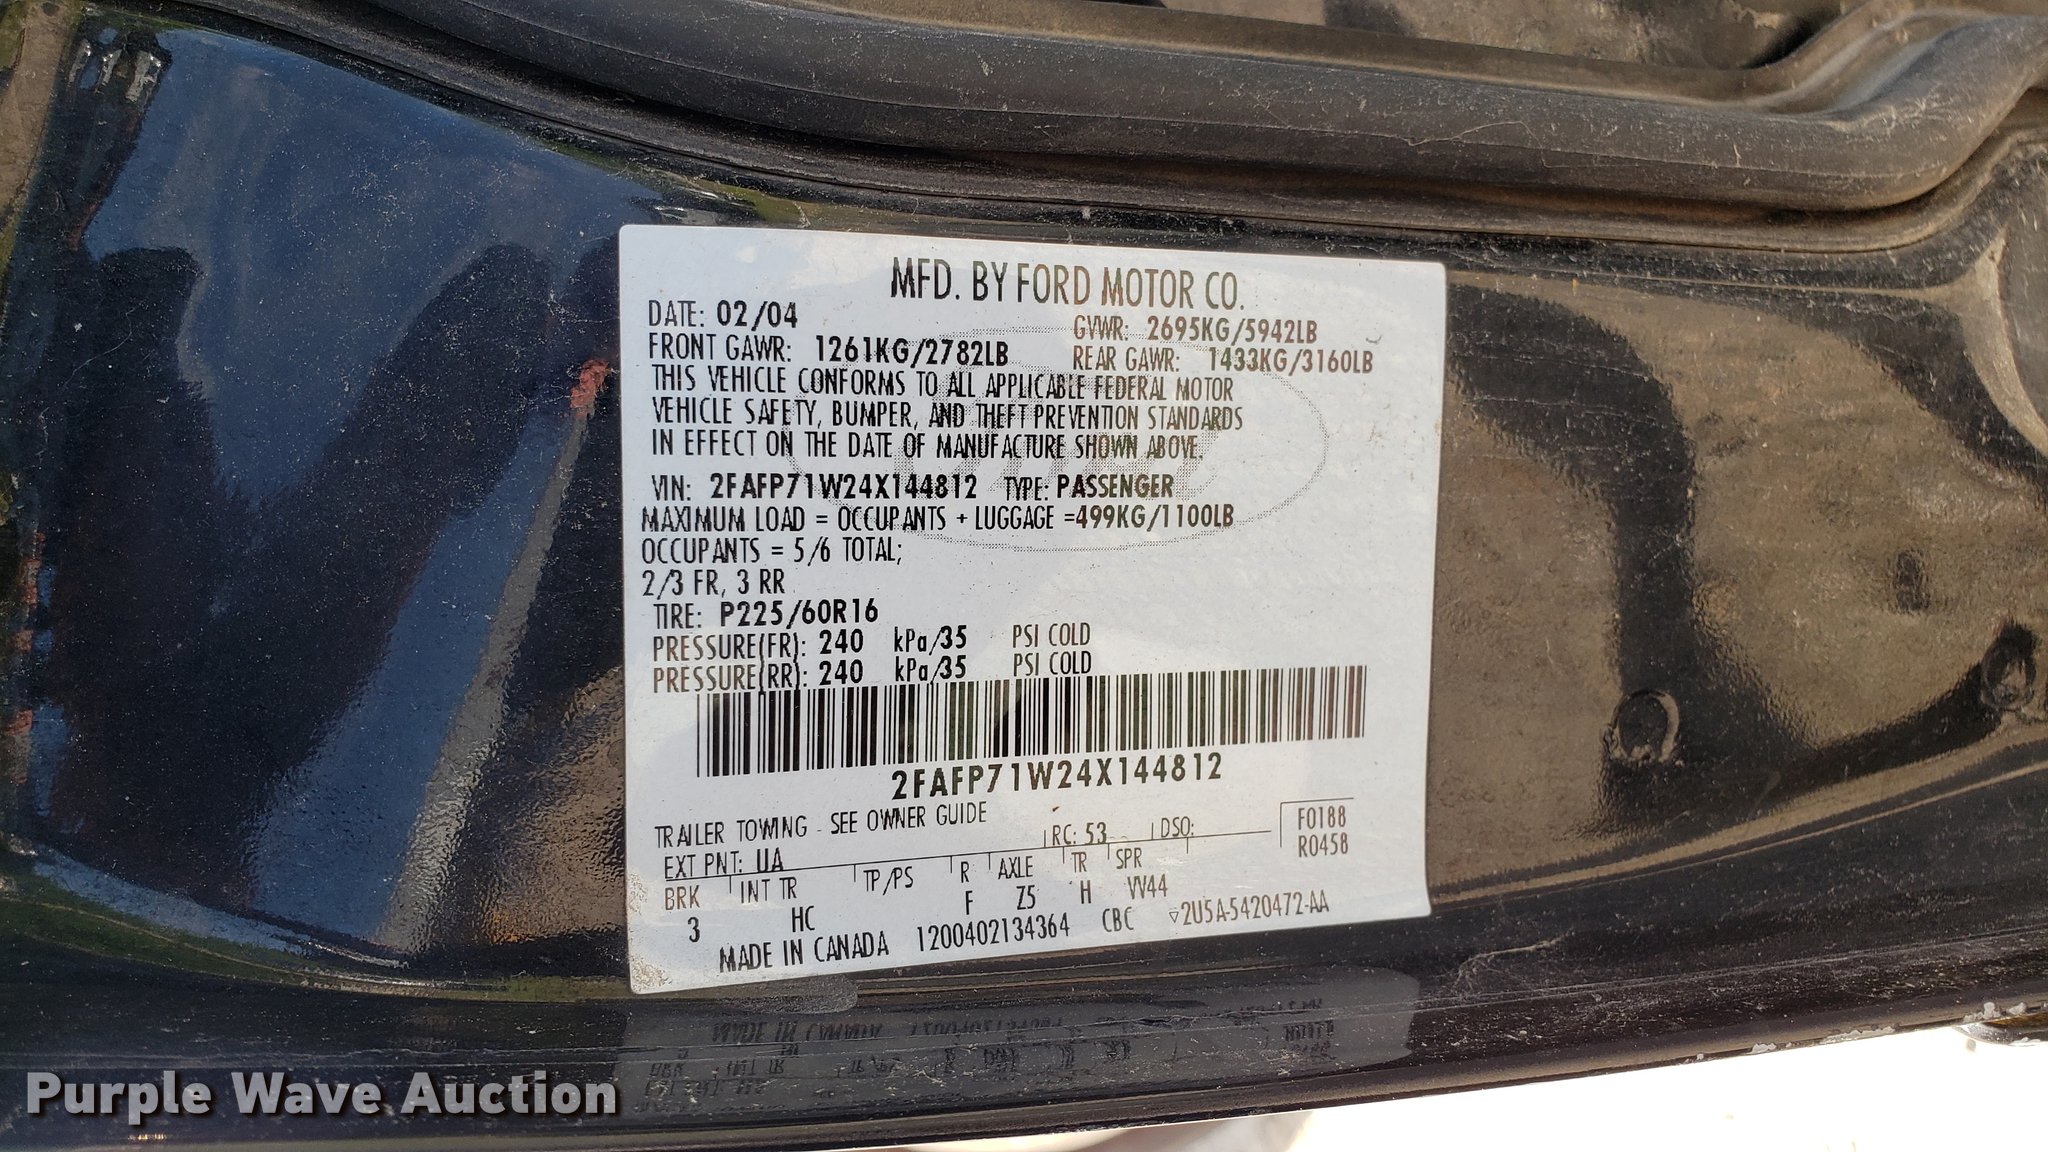 MFD. BY FORD MOTOR CO.
DATE: 02/04 GVWR: 2695KG/5942LB
FRONT GAWR: 1261KG/2782LB REAR GAWR: 1433KG/3160LB
THIS VEHICLE CONFORMS TO ALL APPLICABLE FEDERAL MOTOR
VEHICLE SAFETY, BUMPER, AND THEFT PREVENTION STANDARDS
IN EFFECT ON THE DATE OF MANUFACTURE SHOWN ABOVE.
VIN: 2FAFP71W24X144812 TYPE: PASSENGER
MAXIMUM LOAD = OCCUPANTS + LUGGAGE =499KG/1100LB
OCCUPANTS = 5/6 TOTAL;
2/3 FR, 3 RR
TIRE: P225/60R16
PRESSURE(FR): 240 kPa/35 PSI COLD
PRESSURE(RR): 240 kPa/35 PSI COLD
2FAFP71W24X144812
TRAILER TOWING - SEE OWNER GUIDE
EXT PNT: UA RC: 53 DSO: F0188
R0458
BRK INT TR TP/PS R AXLE TR SPR
3 HC F Z5 H VV44
MADE IN CANADA 1200402134364 CBC ▽2U5A-5420472-AA
Purple Wave Auction